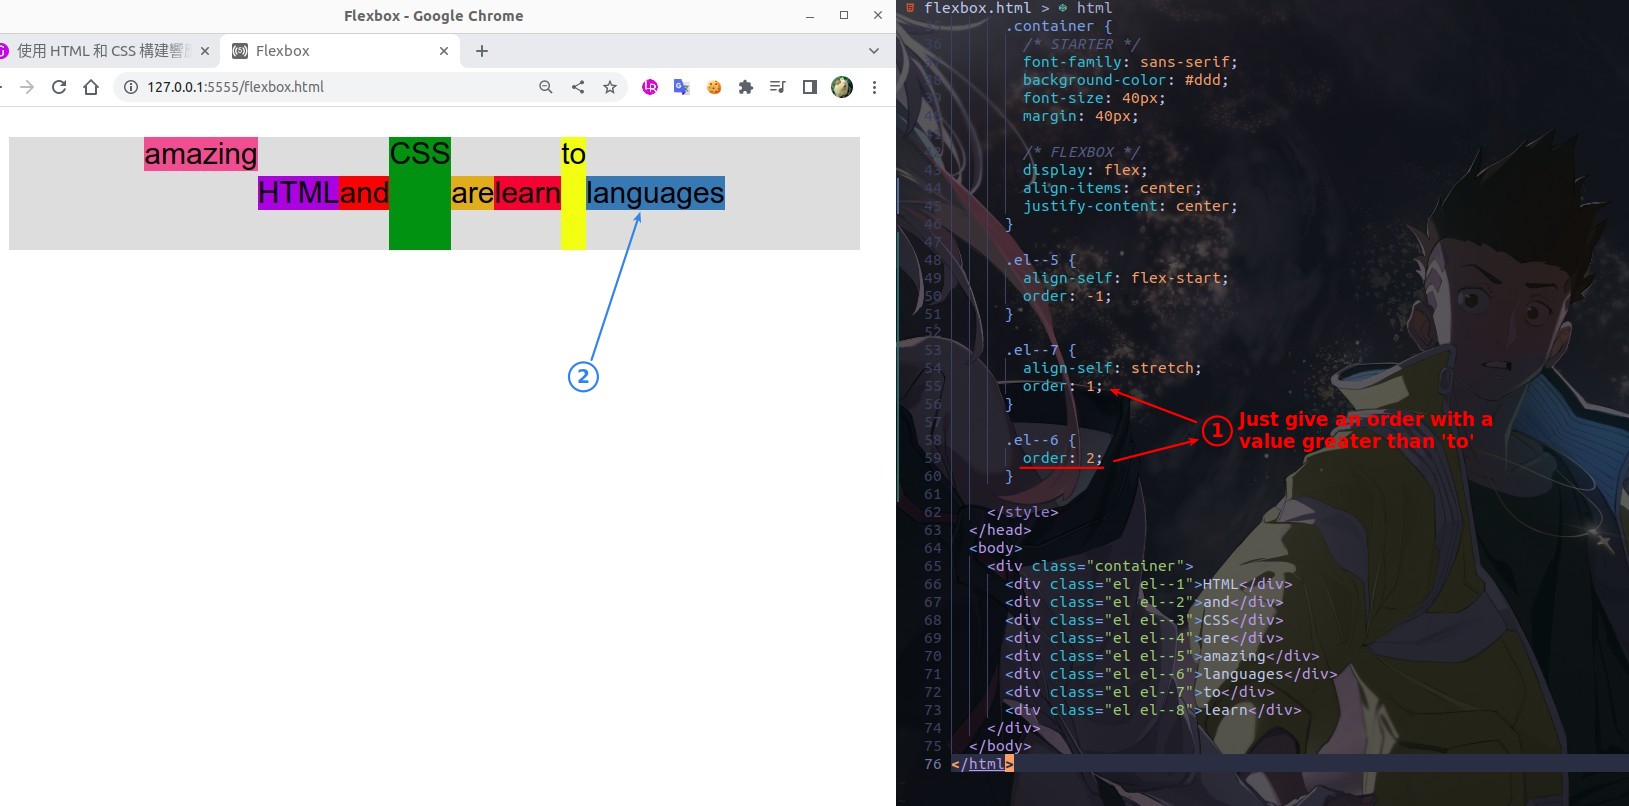 Flexbox - Google Chrome
使用 HTML 和 CSS 構建響
Flexbox
127.0.0.1:5555/flexbox.html
amazing
CSS
to
HTML
and
are
learn
languages
2
flexbox.html > html
.container {
36 /* STARTER */
font-family: sans-serif;
background-color: #ddd;
font-size: 40px;
margin: 40px;
/* FLEXBOX */
43 display: flex;
44 align-items: center;
45 justify-content: center;
46 }
47
48 .el--5 {
49 align-self: flex-start;
50 order: -1;
51 }
52
53 .el--7 {
54 align-self: stretch;
55 order: 1;
56 }
57
58 .el--6 {
59 order: 2;
60 }
61
62 </style>
63 </head>
64 <body>
65 <div class="container">
66 <div class="el el--1">HTML</div>
67 <div class="el el--2">and</div>
68 <div class="el el--3">CSS</div>
69 <div class="el el--4">are</div>
70 <div class="el el--5">amazing</div>
71 <div class="el el--6">languages</div>
72 <div class="el el--7">to</div>
73 <div class="el el--8">learn</div>
74 </div>
75 </body>
76 </html>
1 Just give an order with a
value greater than 'to'